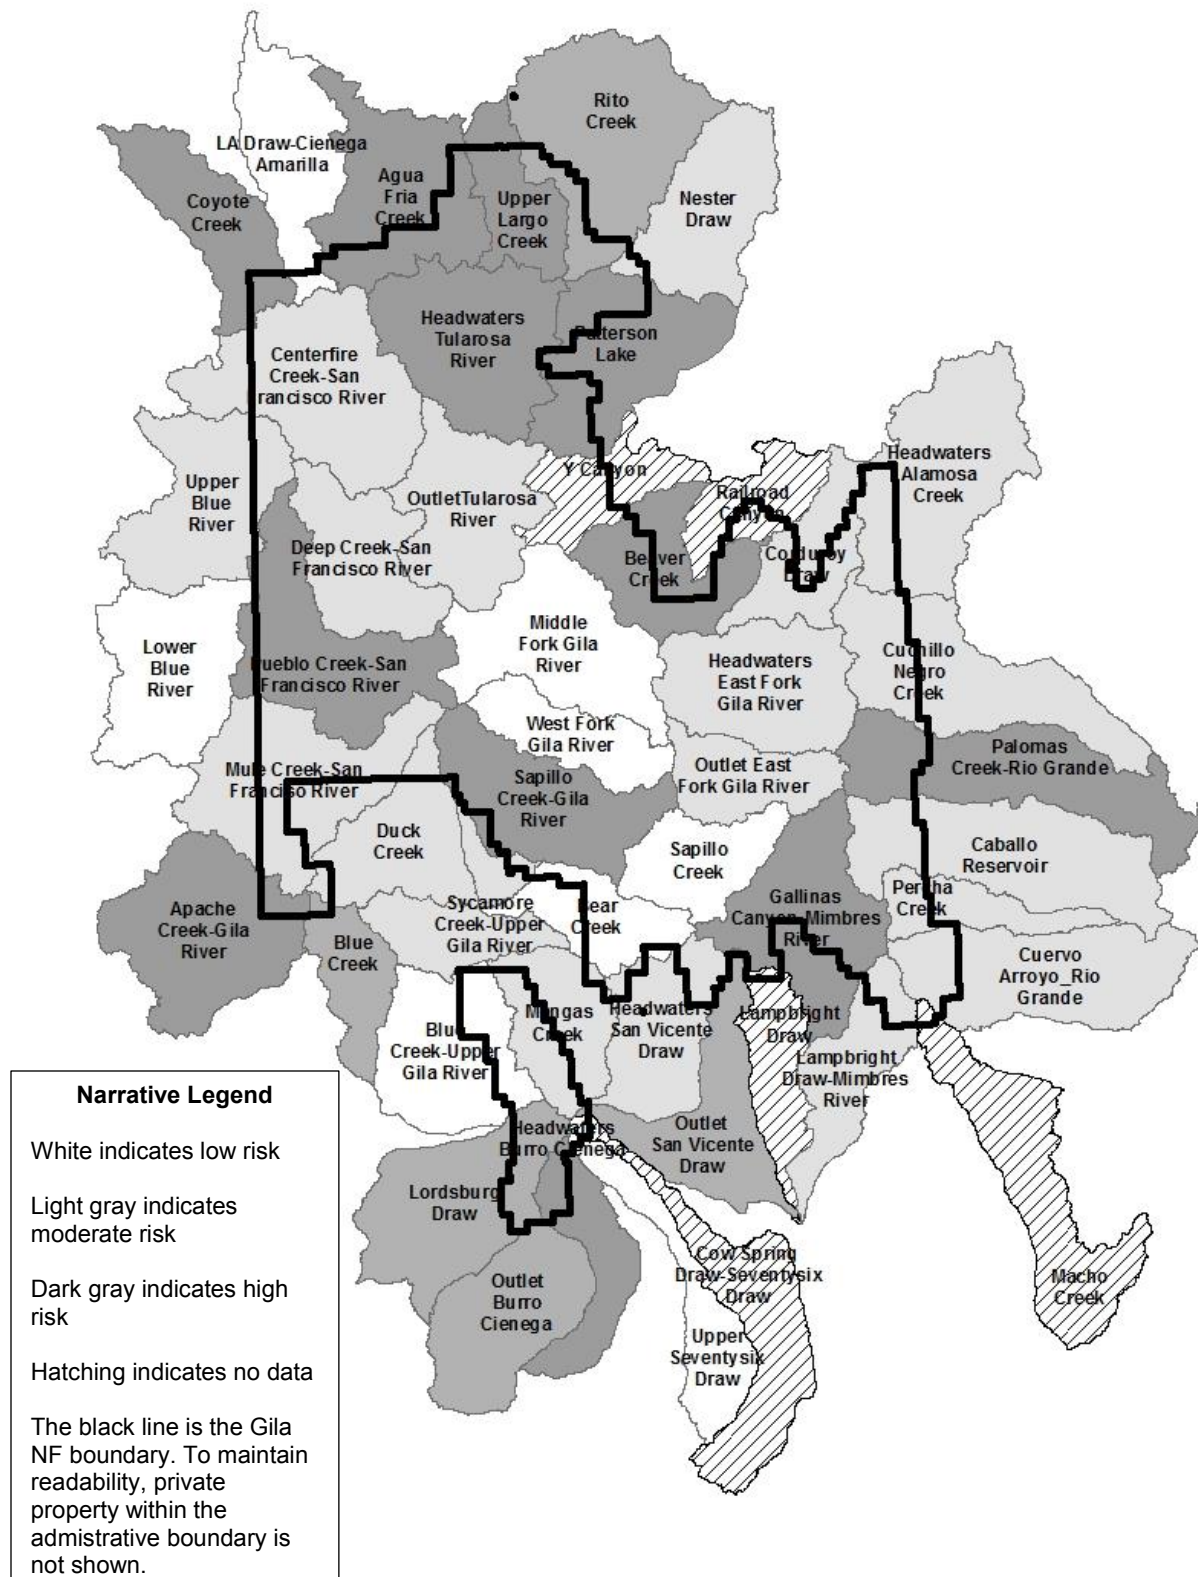 Rito
Creek
LA Draw-Cienega
Amarilla
Agua
Fria
Creek
Coyote
Creek
Upper
Largo
Creek
Nester
Draw
Headwaters
Tularosa
River
Patterson
Lake
Centerfire
Creek-San
rancisco River
Headwaters
Alamosa
Creek
Y Canyon
Railroad
Canyon
Upper
Blue
River
OutletTularosa
River
Deep Creek-San
Francisco River
Beaver
Creek
Corduroy
Draw
Middle
Fork Gila
River
Lower
Blue
River
Pueblo Creek-San
Francisco River
Headwaters
East Fork
Gila River
Cuchillo
Negro
Creek
West Fork
Gila River
Palomas
Creek-Rio Grande
Mule Creek-San
Franciso River
Sapillo
Creek-Gila
River
Outlet East
Fork Gila River
Duck
Creek
Sapillo
Creek
Caballo
Reservoir
Percha
Creek
Apache
Creek-Gila
River
Sycamore
Creek-Upper
Gila River
Bear
Creek
Gallinas
Canyon-Mimbres
River
Blue
Creek
Cuervo
Arroyo_Rio
Grande
Blue
Creek-Upper
Gila River
Mangas
Creek
Headwaters
San Vicente
Draw
Lampbright
Draw
Lampbright
Draw-Mimbres
River
Headwaters
Burro Cienega
Outlet
San Vicente
Draw
Lordsburg
Draw
Outlet
Burro
Cienega
Cow Spring
Draw-Seventysix
Draw
Macho
Creek
Upper
Seventysix
Draw
Narrative Legend
White indicates low risk
Light gray indicates
moderate risk
Dark gray indicates high
risk
Hatching indicates no data
The black line is the Gila
NF boundary. To maintain
readability, private
property within the
admistrative boundary is
not shown.